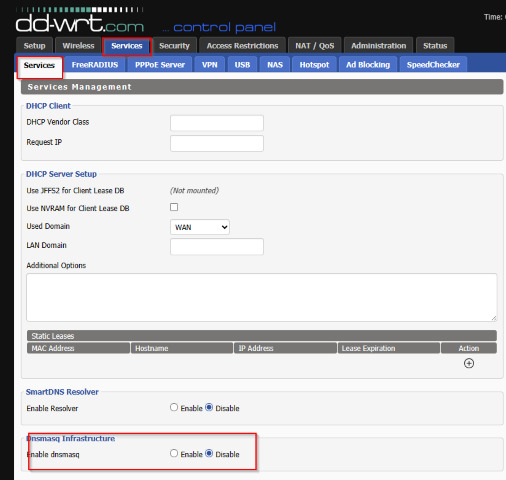 dd-wrt.com ... control panel
Time:
Setup Wireless Services Security Access Restrictions NAT / QoS Administration Status
Services FreeRADIUS PPPoE Server VPN USB NAS Hotspot Ad Blocking SpeedChecker
Services Management
DHCP Client
DHCP Vendor Class
Request IP
DHCP Server Setup
Use JFFS2 for Client Lease DB (Not mounted)
Use NVRAM for Client Lease DB
Used Domain WAN
LAN Domain
Additional Options
Static Leases
MAC Address Hostname IP Address Lease Expiration Action
SmartDNS Resolver
Enable Resolver Enable Disable
Dnsmasq Infrastructure
Enable dnsmasq Enable Disable